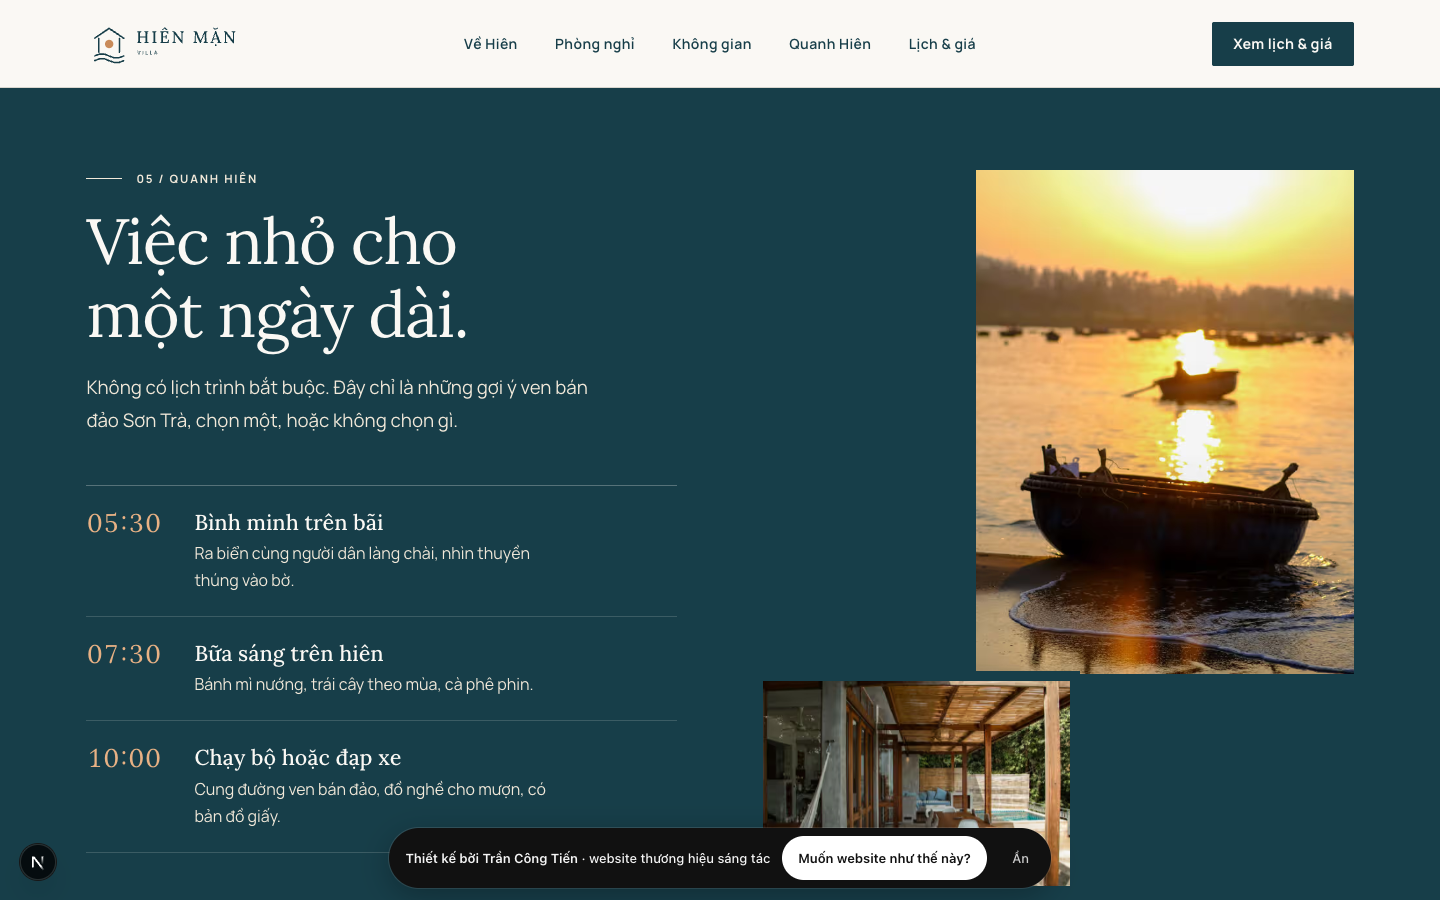 HIÊN MẶN
VILLA
Về Hiên
Phòng nghỉ
Không gian
Quanh Hiên
Lịch & giá
Xem lịch & giá
05 / QUANH HIÊN
Việc nhỏ cho
một ngày dài.
Không có lịch trình bắt buộc. Đây chỉ là những gợi ý ven bán
đảo Sơn Trà, chọn một, hoặc không chọn gì.
05:30
Bình minh trên bãi
Ra biển cùng người dân làng chài, nhìn thuyền
thúng vào bờ.
07:30
Bữa sáng trên hiên
Bánh mì nướng, trái cây theo mùa, cà phê phin.
10:00
Chạy bộ hoặc đạp xe
Cung đường ven bán đảo, đồ nghề cho mượn, có
bản đồ giấy.
N
Thiết kế bởi Trần Công Tiến · website thương hiệu sáng tác
Muốn website như thế này?
Ẩn